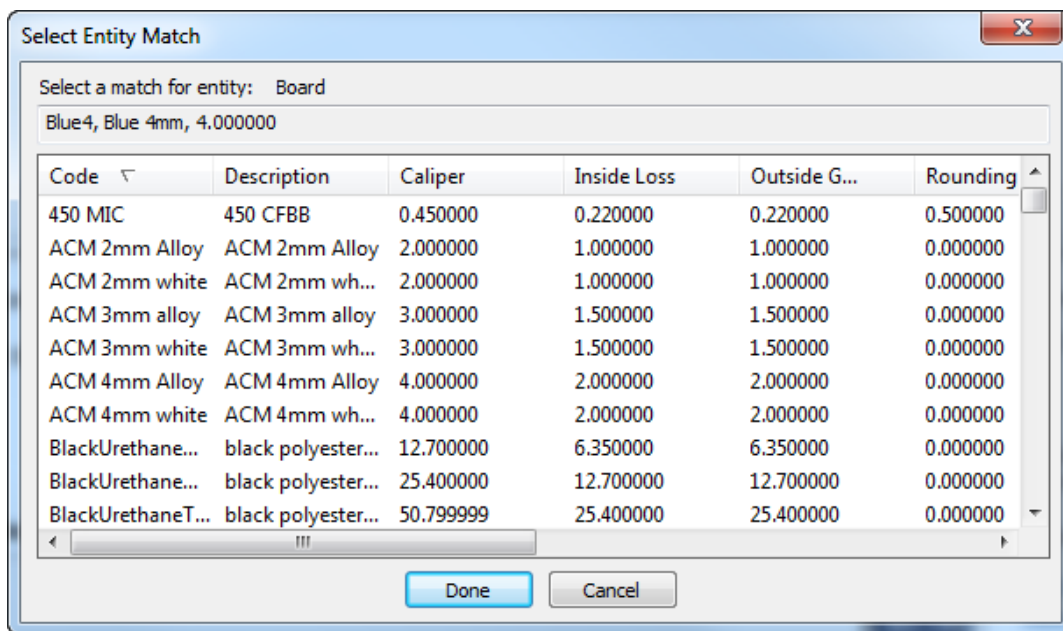 Select Entity Match
Select a match for entity: Board
Blue4, Blue 4mm, 4.000000
Code Description Caliper Inside Loss Outside G... Rounding
450 MIC 450 CFBB 0.450000 0.220000 0.220000 0.500000
ACM 2mm Alloy ACM 2mm Alloy 2.000000 1.000000 1.000000 0.000000
ACM 2mm white ACM 2mm wh... 2.000000 1.000000 1.000000 0.000000
ACM 3mm alloy ACM 3mm alloy 3.000000 1.500000 1.500000 0.000000
ACM 3mm white ACM 3mm wh... 3.000000 1.500000 1.500000 0.000000
ACM 4mm Alloy ACM 4mm Alloy 4.000000 2.000000 2.000000 0.000000
ACM 4mm white ACM 4mm wh... 4.000000 2.000000 2.000000 0.000000
BlackUrethane... black polyester... 12.700000 6.350000 6.350000 0.000000
BlackUrethane... black polyester... 25.400000 12.700000 12.700000 0.000000
BlackUrethaneT... black polyester... 50.799999 25.400000 25.400000 0.000000
Done Cancel